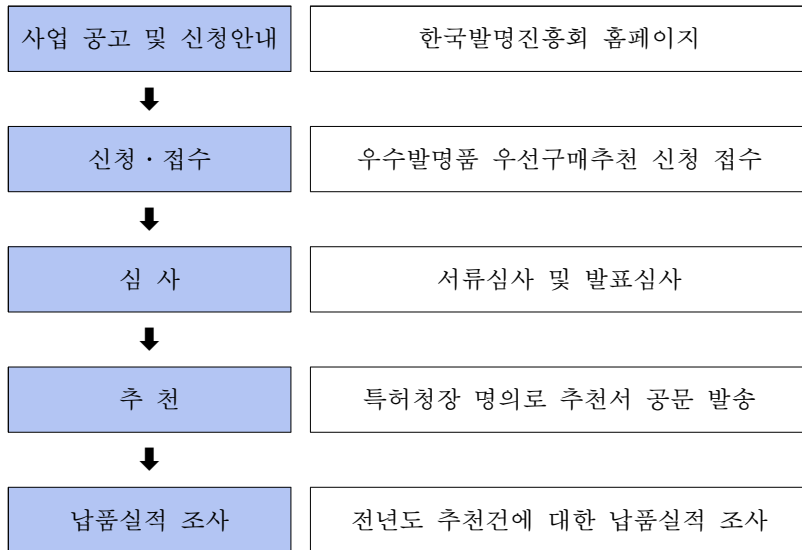 사업 공고 및 신청안내
한국발명진흥회 홈페이지
신청·접수
우수발명품 우선구매추천 신청 접수
심 사
서류심사 및 발표심사
추 천
특허청장 명의로 추천서 공문 발송
납품실적 조사
전년도 추천건에 대한 납품실적 조사